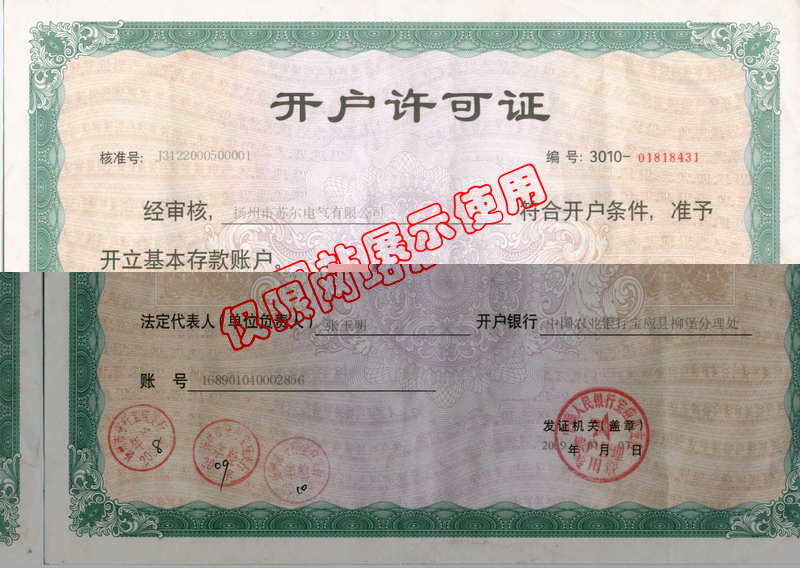 开户许可证
核准号: J3122000500001 编号: 3010-01818431
经审核, 扬州市苏尔电气有限公司 符合开户条件, 准予
开立基本存款账户。
仅限网站展示使用
法定代表人(单位负责人) 张玉明 开户银行 中国农业银行宝应县柳堡分理处
账 号 168901010002856
发证机关(盖章)
年 月 日